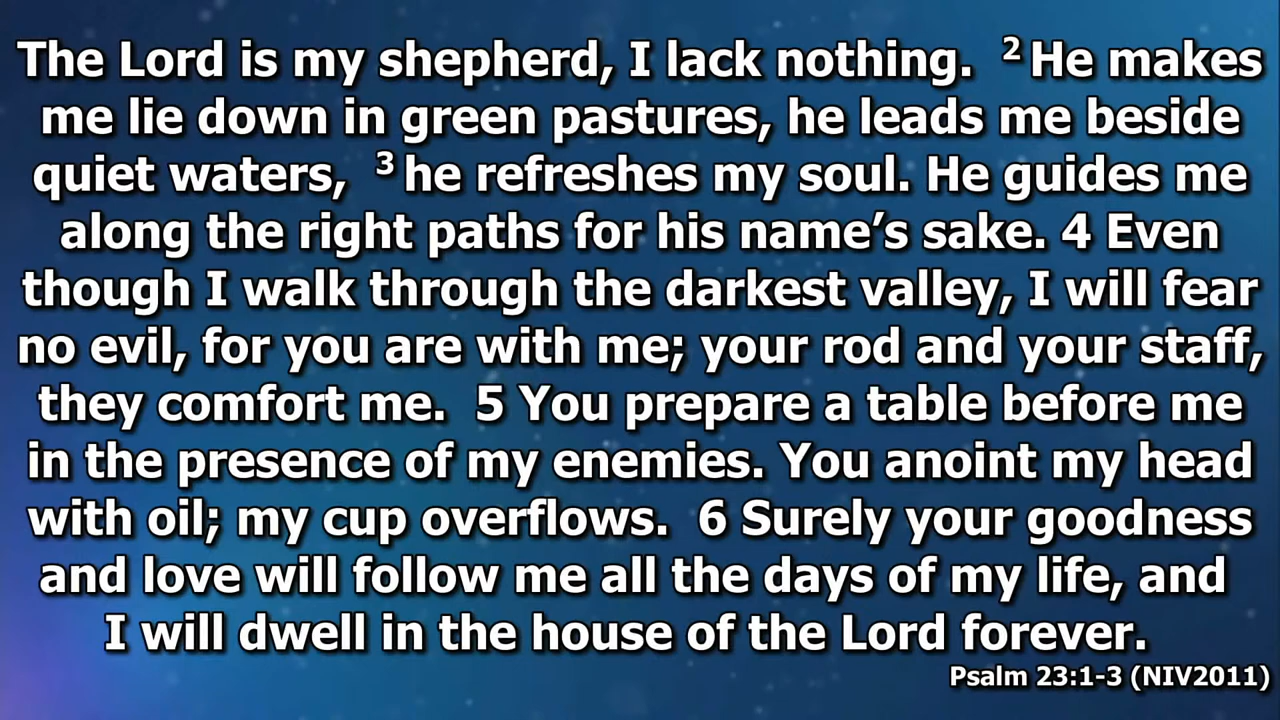 The Lord is my shepherd, I lack nothing. ² He makes
me lie down in green pastures, he leads me beside
quiet waters, ³ he refreshes my soul. He guides me
along the right paths for his name’s sake. 4 Even
though I walk through the darkest valley, I will fear
no evil, for you are with me; your rod and your staff,
they comfort me. 5 You prepare a table before me
in the presence of my enemies. You anoint my head
with oil; my cup overflows. 6 Surely your goodness
and love will follow me all the days of my life, and
I will dwell in the house of the Lord forever.
Psalm 23:1-3 (NIV2011)